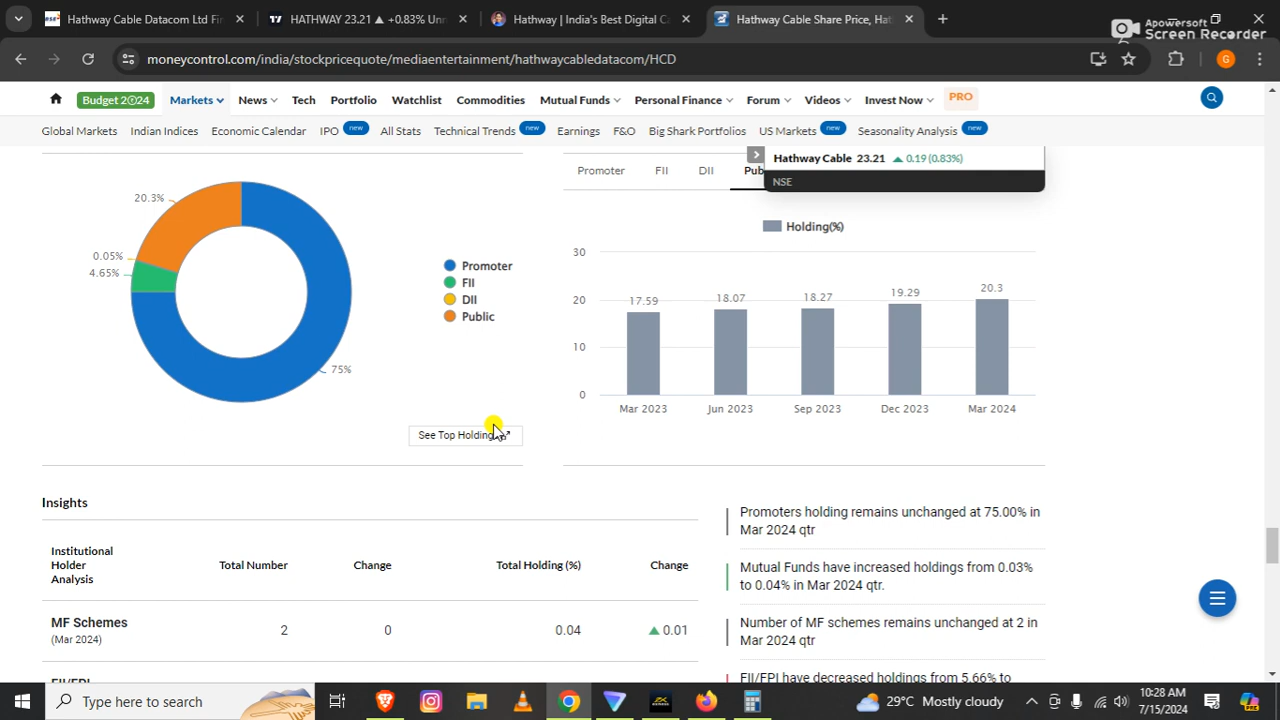 Hathway Cable Datacom Ltd Fin
HATHWAY 23.21 ▲ +0.83% Unn
Hathway | India's Best Digital Ca
Hathway Cable Share Price, Hat
Apowersoft
Screen Recorder
moneycontrol.com/india/stockpricequote/mediaentertainment/hathwaycabledatacom/HCD
G
Budget 2024 Markets News Tech Portfolio Watchlist Commodities Mutual Funds Personal Finance Forum Videos Invest Now PRO
Global Markets Indian Indices Economic Calendar IPO new All Stats Technical Trends new Earnings F&O Big Shark Portfolios US Markets new Seasonality Analysis new
Hathway Cable 23.21 ▲ 0.19 (0.83%)
NSE
Promoter FII DII Pub
20.3%
0.05%
4.65%
75%
Promoter
FII
DII
Public
See Top Holding
Holding(%)
30
20
10
0
17.59 18.07 18.27 19.29 20.3
Mar 2023 Jun 2023 Sep 2023 Dec 2023 Mar 2024
Insights
Institutional
Holder
Analysis
Total Number Change Total Holding (%) Change
MF Schemes 2 0 0.04 ▲ 0.01
(Mar 2024)
FII/FPI
Promoters holding remains unchanged at 75.00% in
Mar 2024 qtr
Mutual Funds have increased holdings from 0.03%
to 0.04% in Mar 2024 qtr.
Number of MF schemes remains unchanged at 2 in
Mar 2024 qtr
FII/FPI have decreased holdings from 5.66% to
Type here to search
29°C Mostly cloudy
10:28 AM
7/15/2024